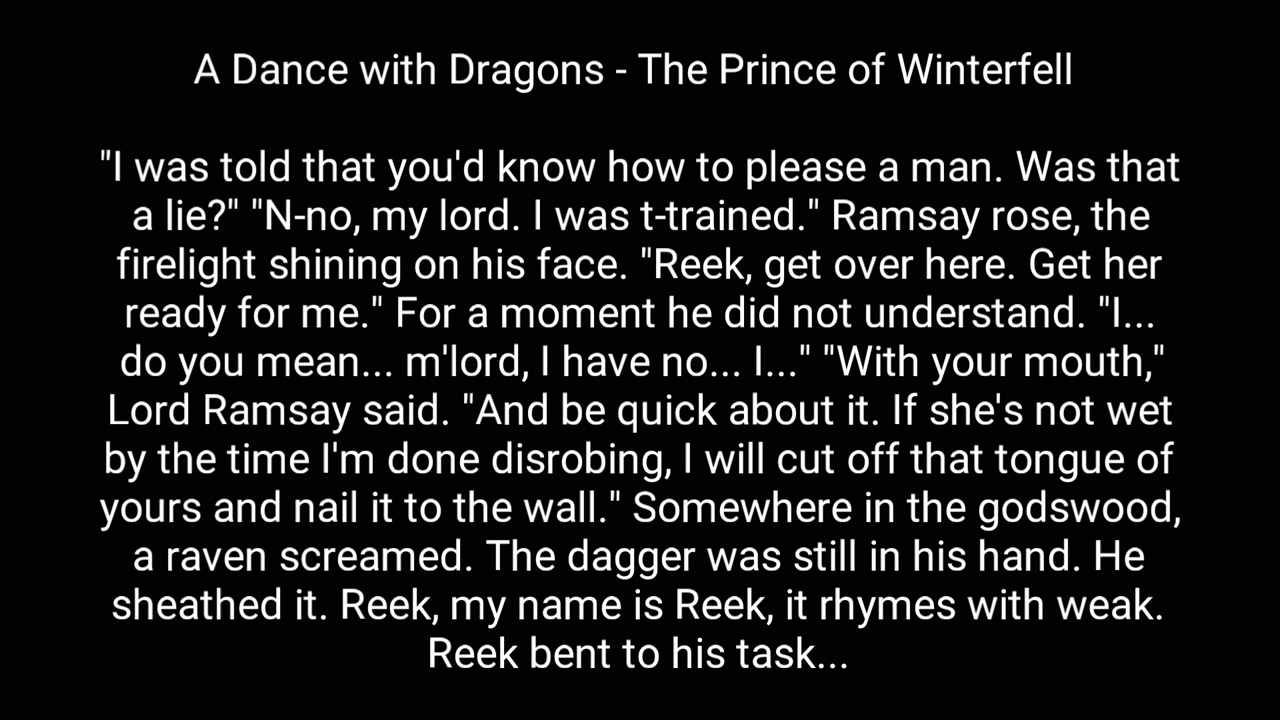 A Dance with Dragons - The Prince of Winterfell
"I was told that you'd know how to please a man. Was that
a lie?" "N-no, my lord. I was t-trained." Ramsay rose, the
firelight shining on his face. "Reek, get over here. Get her
ready for me." For a moment he did not understand. "I...
do you mean... m'lord, I have no... I..." "With your mouth,"
Lord Ramsay said. "And be quick about it. If she's not wet
by the time I'm done disrobing, I will cut off that tongue of
yours and nail it to the wall." Somewhere in the godswood,
a raven screamed. The dagger was still in his hand. He
sheathed it. Reek, my name is Reek, it rhymes with weak.
Reek bent to his task...